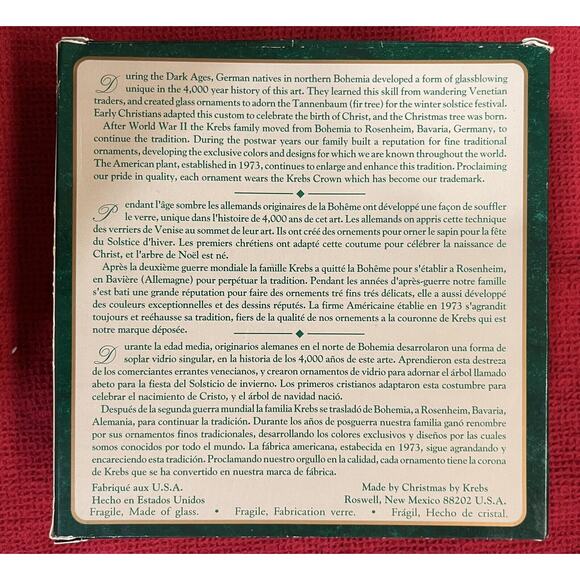 During the Dark Ages, German natives in northern Bohemia developed a form of glassblowing
unique in the 4,000 year history of this art. They learned this skill from wandering Venetian
traders, and created glass ornaments to adorn the Tannenbaum (fir tree) for the winter solstice festival.
Early Christians adapted this custom to celebrate the birth of Christ, and the Christmas tree was born.
After World War II the Krebs family moved from Bohemia to Rosenheim, Bavaria, Germany, to
continue the tradition. During the postwar years our family built a reputation for fine traditional
ornaments, developing the exclusive colors and designs for which we are known throughout the world.
The American plant, established in 1973, continues to enlarge and enhance this tradition. Proclaiming
our pride in quality, each ornament wears the Krebs Crown which has become our trademark.
Pendant l'âge sombre les allemands originaires de la Bohême ont développé une façon de souffler
le verre, unique dans l'histoire de 4,000 ans de cet art. Les allemands on appris cette technique
des verriers de Venise au sommet de leur art. Ils ont créé des ornements pour orner le sapin pour la fête
du Solstice d'hiver. Les premiers chrétiens ont adapté cette coutume pour célébrer la naissance de
Christ, et l'arbre de Noël est né.
Après la deuxième guerre mondiale la famille Krebs a quitté la Bohême pour s'établir a Rosenheim,
en Bavière (Allemagne) pour perpétuer la tradition. Pendant les années d'après-guerre notre famille
s'est bati une grande réputation pour faire des ornements tré fins trés délicats, elle a aussi développé
des couleurs exceptionnelles et des dessins réputés. La firme Américaine établie en 1973 s'agrandit
toujours et reéhausse sa tradition, fiers de la qualité de nos ornements a la couronne de Krebs qui est
notre marque déposée.
Durante la edad media, originarios alemanes en el norte de Bohemia desarrolaron una forma de
soplar vidrio singular, en la historia de los 4,000 años de este arte. Aprendieron esta destreza
de los comerciantes errantes venecianos, y crearon ornamentos de vidrio para adornar el árbol llamado
abeto para la fiesta del Solsticio de invierno. Los primeros cristianos adaptaron esta costumbre para
celebrar el nacimiento de Cristo, y el árbol de navidad nació.
Después de la segunda guerra mundial la familia Krebs se trasladó de Bohemia, a Rosenheim, Bavaria,
Alemania, para continuar la tradición. Durante los años de posguerra nuestra familia ganó renombre
por sus ornamentos finos tradicionales, desarrollando los colores exclusivos y diseños por las cuales
somos conocidos por todo el mundo. La fábrica americana, estabecida en 1973, sigue agrandando y
encareciendo esta tradición. Proclamando nuestro orgullo en la calidad, cada ornamento tiene la corona
de Krebs que se ha convertido en nuestra marca de fábrica.
Fabriqué aux U.S.A. Made by Christmas by Krebs
Hecho en Estados Unidos Roswell, New Mexico 88202 U.S.A.
Fragile, Made of glass. • Fragile, Fabrication verre. • Frágil, Hecho de cristal.